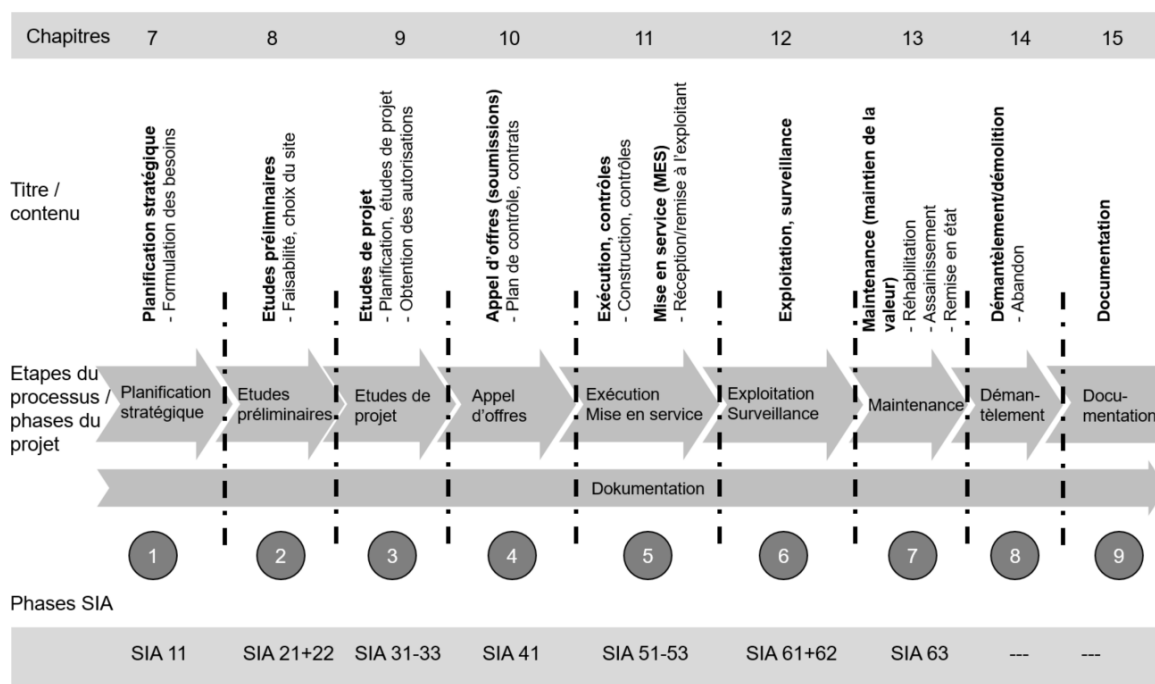 Chapitres 7 8 9 10 11 12 13 14 15
Titre /
contenu
Planification stratégique
- Formulation des besoins
Etudes préliminaires
- Faisabilité, choix du site
Etudes de projet
- Planification, études de projet
- Obtention des autorisations
Appel d'offres (soumissions)
- Plan de contrôle, contrats
Exécution, contrôles
- Construction, contrôles
Mise en service (MES)
- Réception/remise à l'exploitant
Exploitation, surveillance
Maintenance (maintien de la
valeur)
- Réhabilitation
- Assainissement
- Remise en état
Démantèlement/démolition
- Abandon
Documentation
Etapes du
processus /
phases du
projet
Planification
stratégique
Etudes
préliminaires
Etudes de
projet
Appel
d'offres
Exécution
Mise en service
Exploitation
Surveillance
Maintenance
Déman-
tèlement
Docu-
mentation
Dokumentation
1 2 3 4 5 6 7 8 9
Phases SIA
SIA 11 SIA 21+22 SIA 31-33 SIA 41 SIA 51-53 SIA 61+62 SIA 63 --- ---